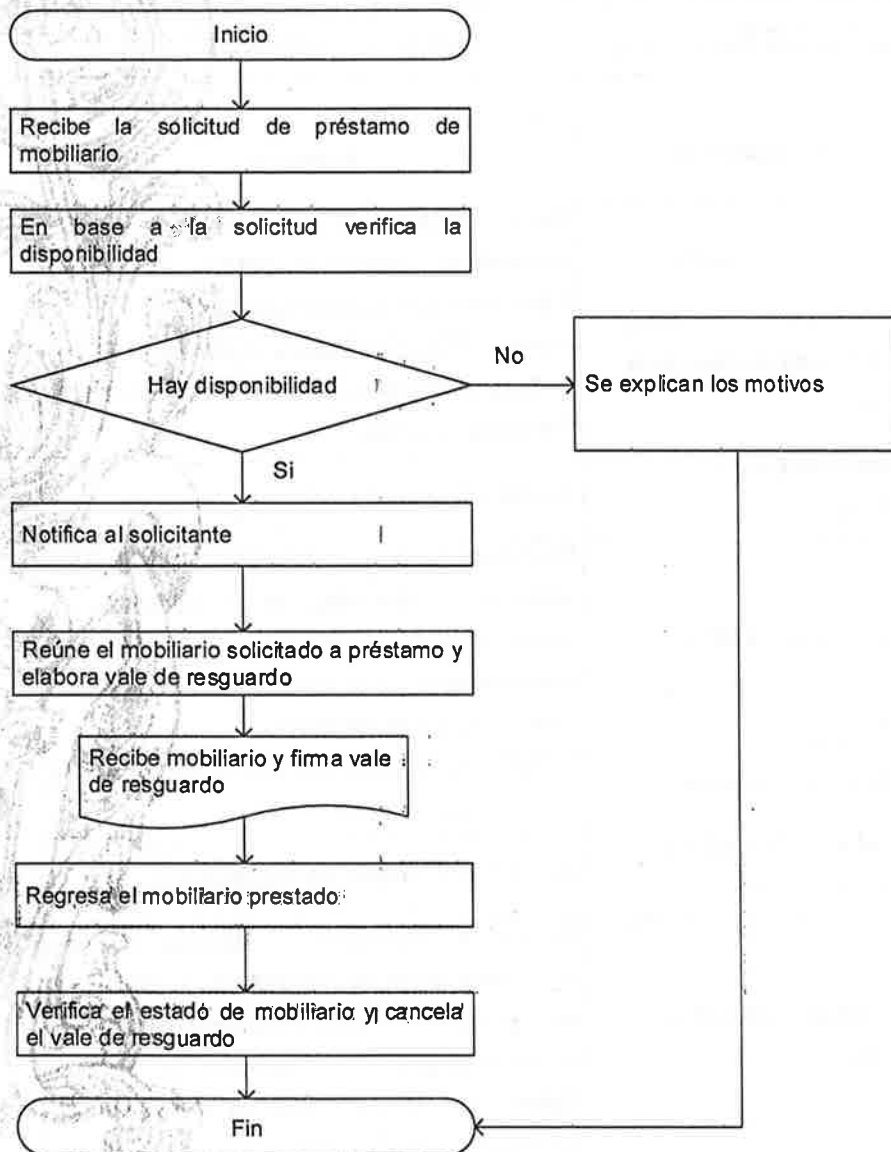 Inicio
Recibe la solicitud de préstamo de
mobiliario
En base a la solicitud verifica la
disponibilidad
Hay disponibilidad
No
Se explican los motivos
Si
Notifica al solicitante
Reúne el mobiliario solicitado a préstamo y
elabora vale de resguardo
Recibe mobiliario y firma vale
de resguardo
Regresa el mobiliario prestado
Verifica el estado de mobiliario y cancela
el vale de resguardo
Fin